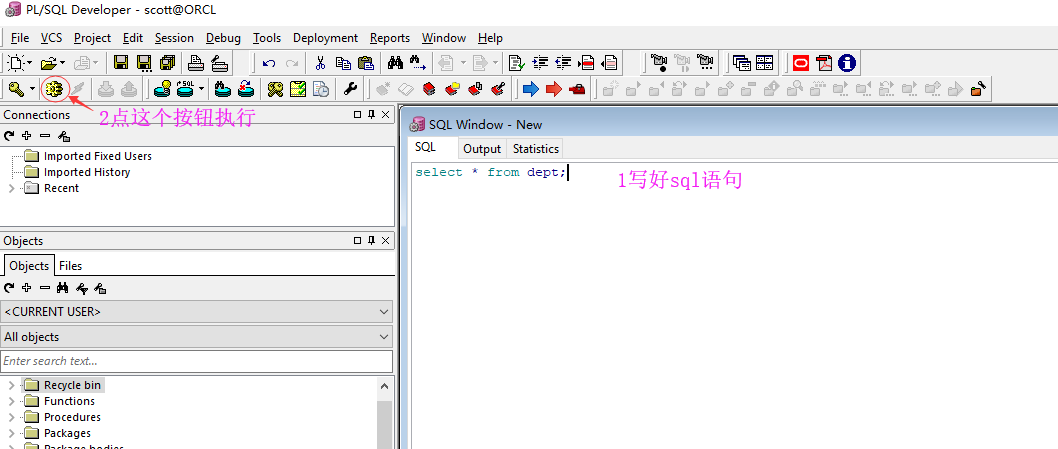 PL/SQL Developer - scott@ORCL
File VCS Project Edit Session Debug Tools Deployment Reports Window Help
SQL
2点这个按钮执行
Connections
Imported Fixed Users
Imported History
Recent
Objects
Objects Files
<CURRENT USER>
All objects
Enter search text...
Recycle bin
Functions
Procedures
Packages
Package bodies
SQL Window - New
SQL Output Statistics
select * from dept;
1写好sql语句